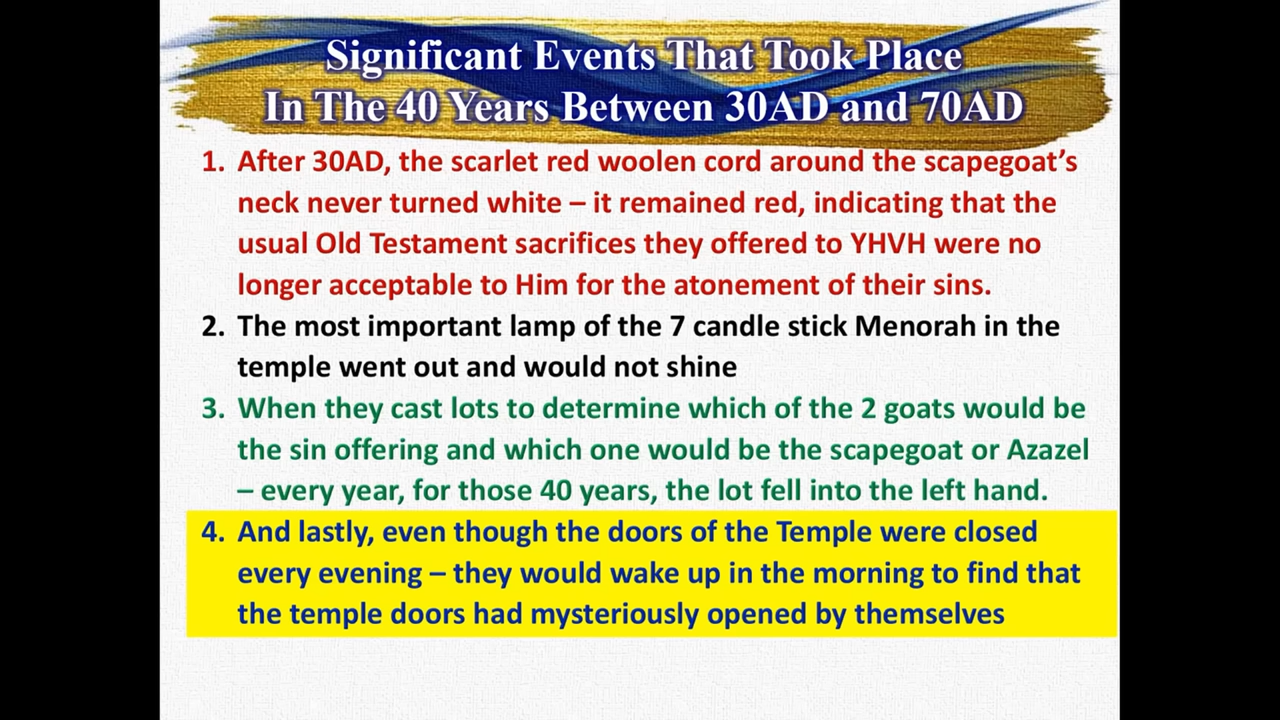 Significant Events That Took Place
In The 40 Years Between 30AD and 70AD
1. After 30AD, the scarlet red woolen cord around the scapegoat's
neck never turned white – it remained red, indicating that the
usual Old Testament sacrifices they offered to YHVH were no
longer acceptable to Him for the atonement of their sins.
2. The most important lamp of the 7 candle stick Menorah in the
temple went out and would not shine
3. When they cast lots to determine which of the 2 goats would be
the sin offering and which one would be the scapegoat or Azazel
– every year, for those 40 years, the lot fell into the left hand.
4. And lastly, even though the doors of the Temple were closed
every evening – they would wake up in the morning to find that
the temple doors had mysteriously opened by themselves